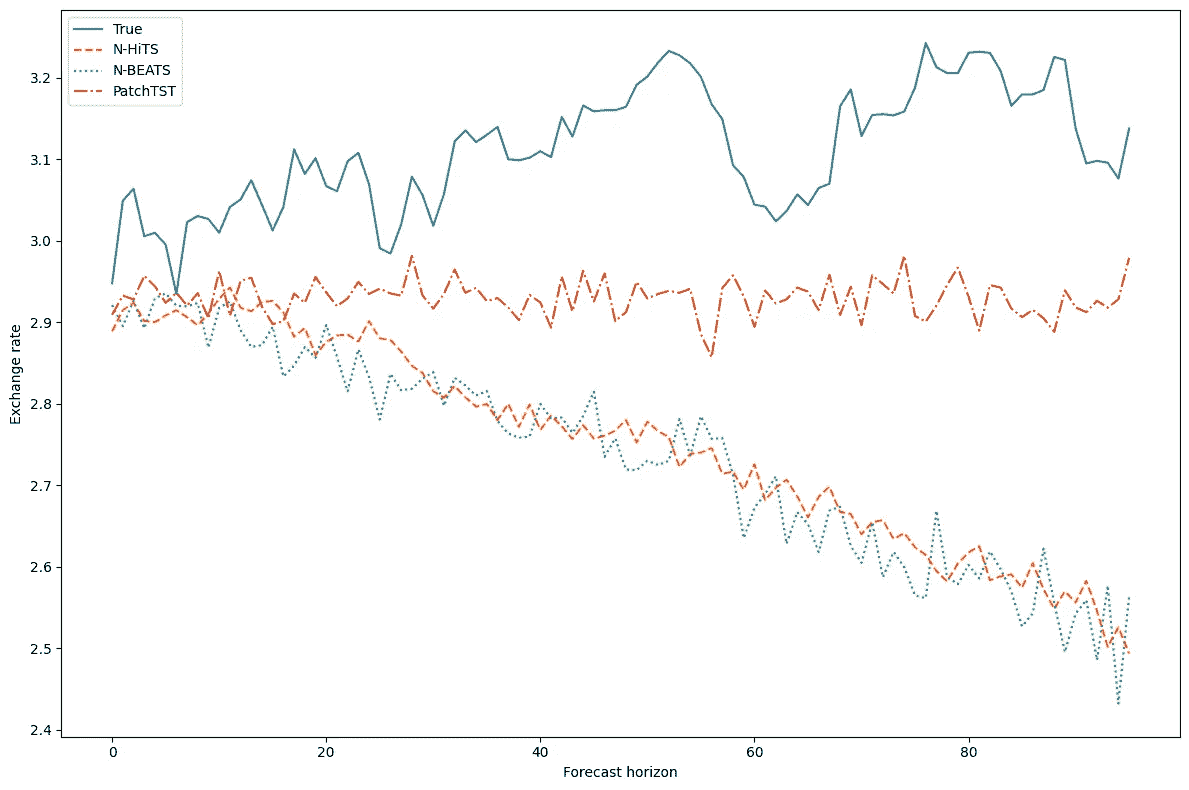 True
N-HiTS
N-BEATS
PatchTST
3.2
3.1
3.0
2.9
2.8
2.7
2.6
2.5
2.4
Exchange rate
0 20 40 60 80
Forecast horizon